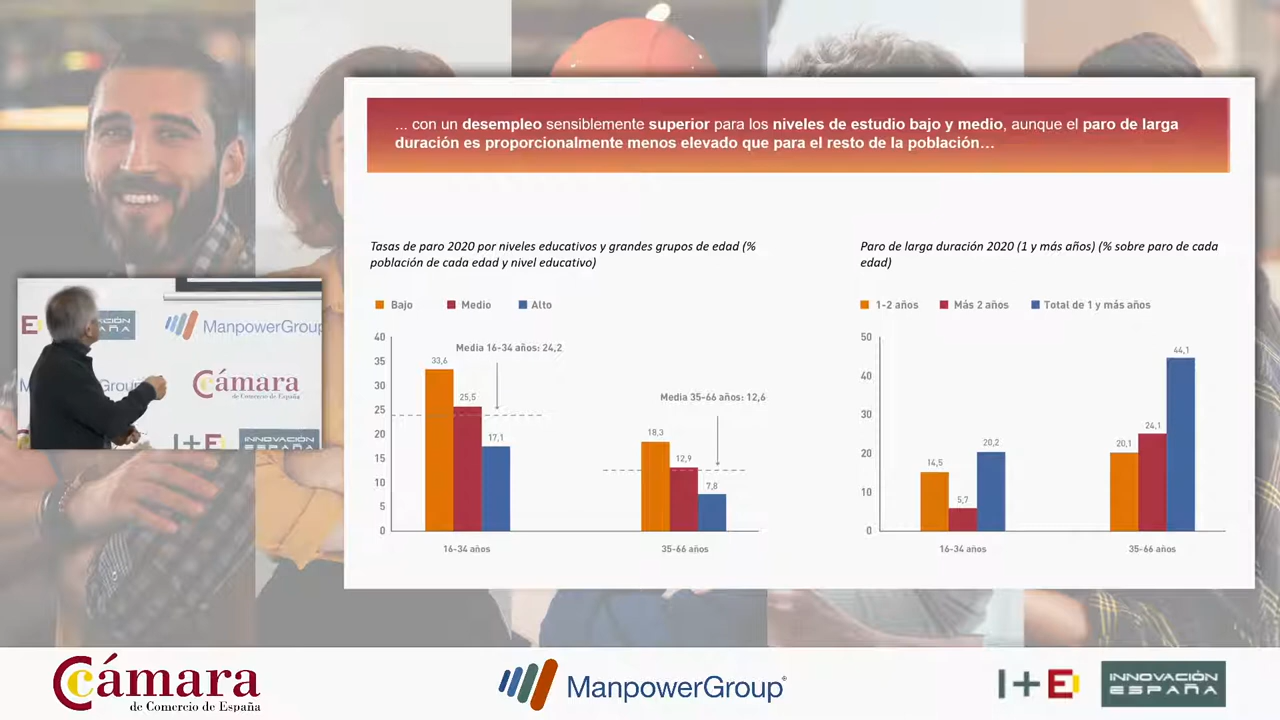 ... con un desempleo sensiblemente superior para los niveles de estudio bajo y medio, aunque el paro de larga
duración es proporcionalmente menos elevado que para el resto de la población...
Tasas de paro 2020 por niveles educativos y grandes grupos de edad (%
población de cada edad y nivel educativo)
Bajo Medio Alto
40
35
30
25
20
15
10
5
0
Media 16-34 años: 24,2
33,6
25,5
17,1
Media 35-66 años: 12,6
18,3
12,9
7,8
16-34 años 35-66 años
Paro de larga duración 2020 (1 y más años) (% sobre paro de cada
edad)
1-2 años Más 2 años Total de 1 y más años
50
40
30
20
10
0
14,5
5,7
20,2
20,1
24,1
44,1
16-34 años 35-66 años
ManpowerGroup
Cámara
de Comercio de España
I+E
INNOVACIÓN
ESPAÑA
Cámara
de Comercio de España
ManpowerGroup
I+E
INNOVACIÓN
ESPAÑA